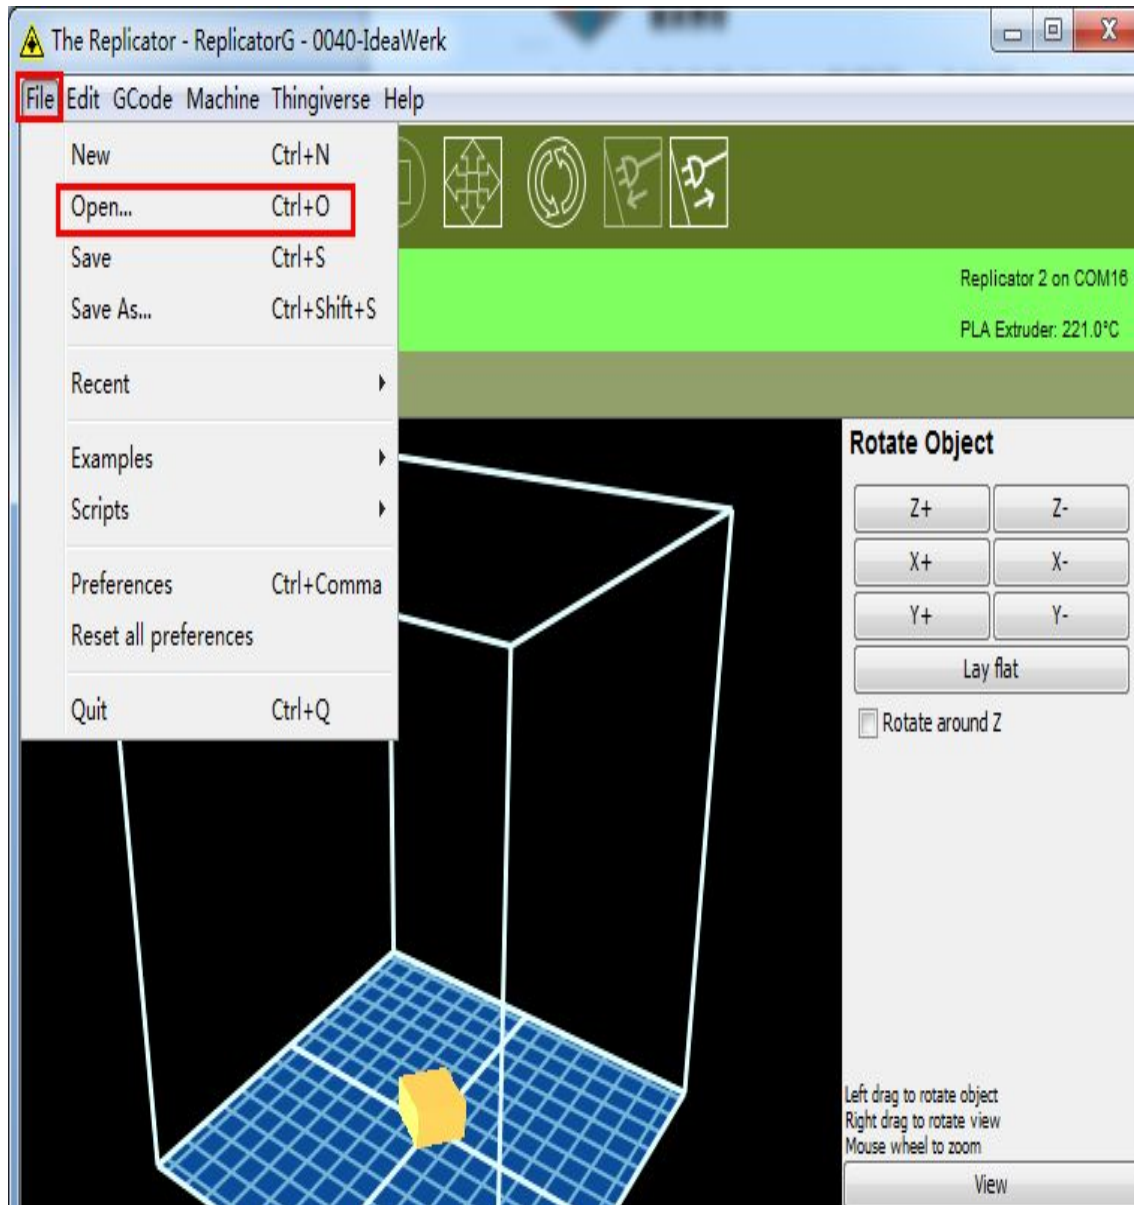 The Replicator - ReplicatorG - 0040-IdeaWerk
File Edit GCode Machine Thingiverse Help
New Ctrl+N
Open... Ctrl+O
Save Ctrl+S
Save As... Ctrl+Shift+S
Recent
Examples
Scripts
Preferences Ctrl+Comma
Reset all preferences
Quit Ctrl+Q
Replicator 2 on COM16
PLA Extruder: 221.0°C
Rotate Object
Z+ Z-
X+ X-
Y+ Y-
Lay flat
Rotate around Z
Left drag to rotate object
Right drag to rotate view
Mouse wheel to zoom
View